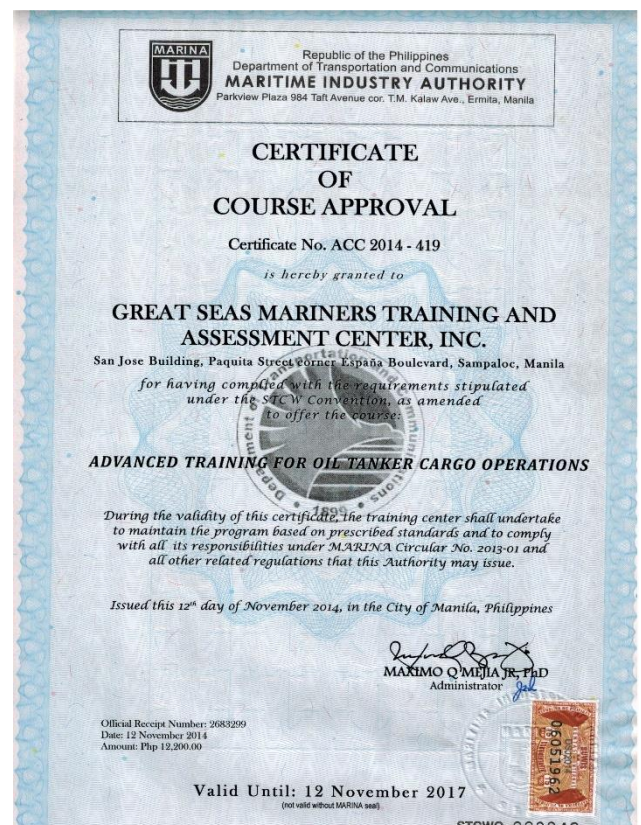 MARINA
Republic of the Philippines
Department of Transportation and Communications
MARITIME INDUSTRY AUTHORITY
Parkview Plaza 984 Taft Avenue cor. T.M. Kalaw Ave., Ermita, Manila
CERTIFICATE
OF
COURSE APPROVAL
Certificate No. ACC 2014 - 419
is hereby granted to
GREAT SEAS MARINERS TRAINING AND
ASSESSMENT CENTER, INC.
San Jose Building, Paquita Street corner España Boulevard, Sampaloc, Manila
for having complied with the requirements stipulated
under the STCW Convention, as amended
to offer the course:
ADVANCED TRAINING FOR OIL TANKER CARGO OPERATIONS
Department of Transportation and Communications
1899
During the validity of this certificate, the training center shall undertake
to maintain the program based on prescribed standards and to comply
with all its responsibilities under MARINA Circular No. 2013-01 and
all other related regulations that this Authority may issue.
Issued this 12th day of November 2014, in the City of Manila, Philippines
MAXIMO Q MEJIA JR, PhD
Administrator
Official Receipt Number: 2683299
Date: 12 November 2014
Amount: Php 12,200.00
06051962
Valid Until: 12 November 2017
(not valid without MARINA seal)